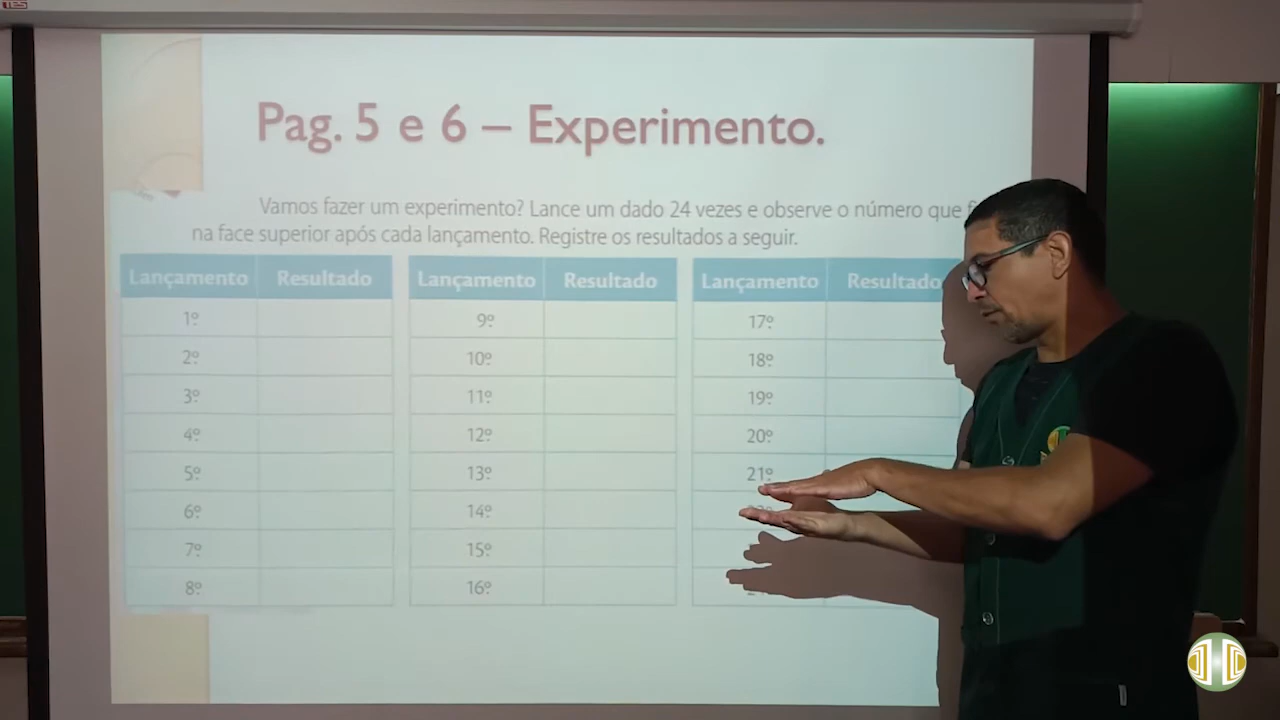 TES
Pag. 5 e 6 – Experimento.
Vamos fazer um experimento? Lance um dado 24 vezes e observe o número que
na face superior após cada lançamento. Registre os resultados a seguir.
Lançamento Resultado Lançamento Resultado Lançamento Resultado
1º 9º 17º
2º 10º 18º
3º 11º 19º
4º 12º 20º
5º 13º 21º
6º 14º
7º 15º
8º 16º